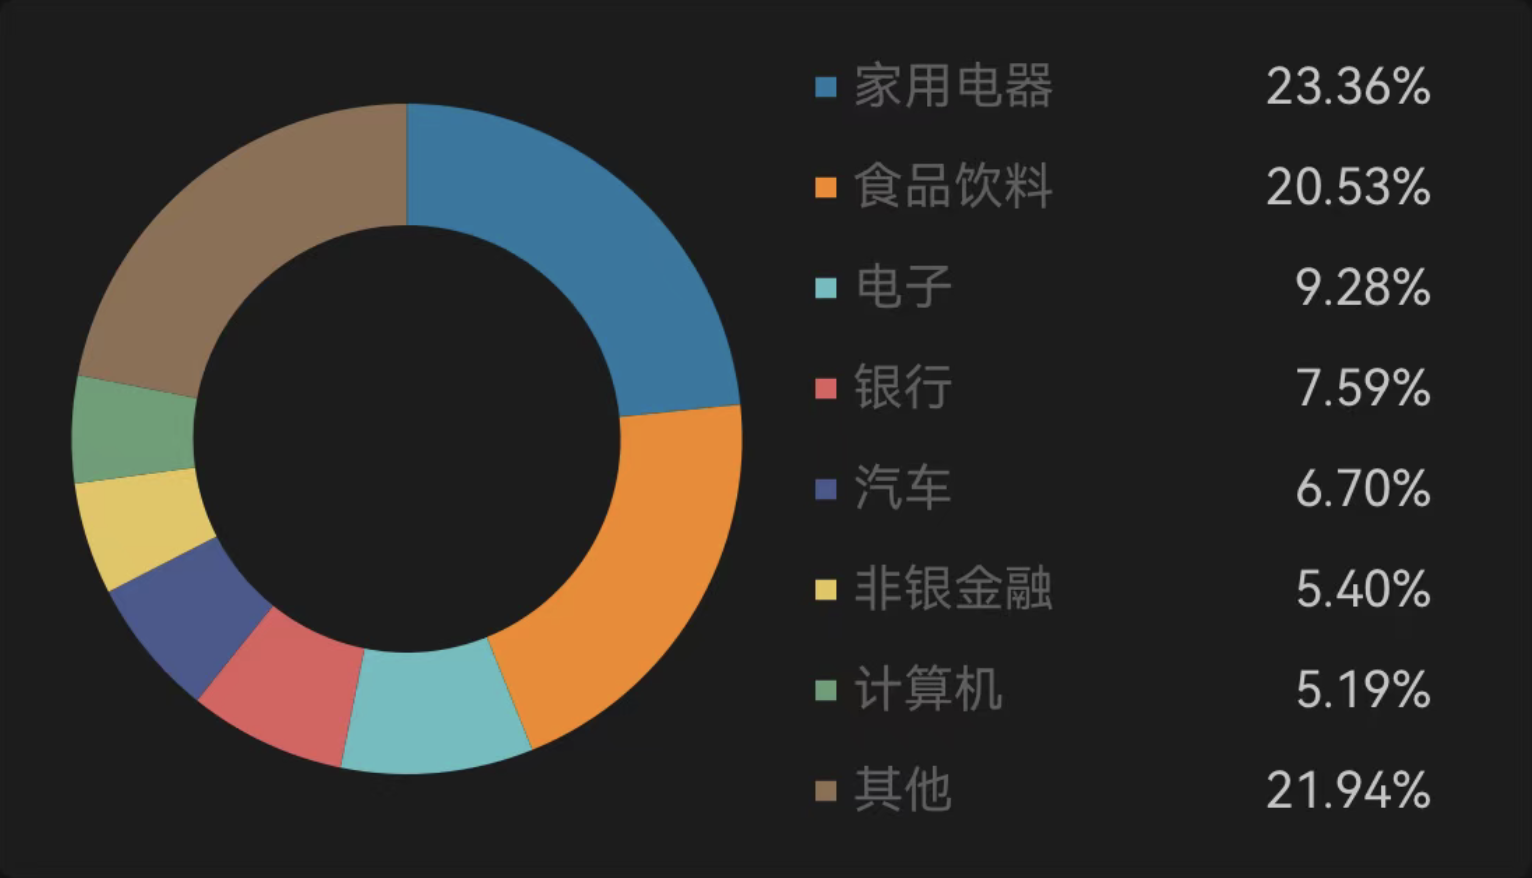 家用电器 23.36%
食品饮料 20.53%
电子 9.28%
银行 7.59%
汽车 6.70%
非银金融 5.40%
计算机 5.19%
其他 21.94%